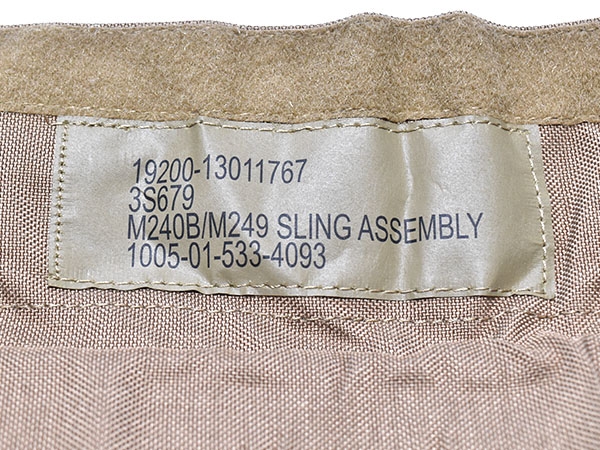 19200-13011767
3S679
M240B/M249 SLING ASSEMBLY
1005-01-533-4093